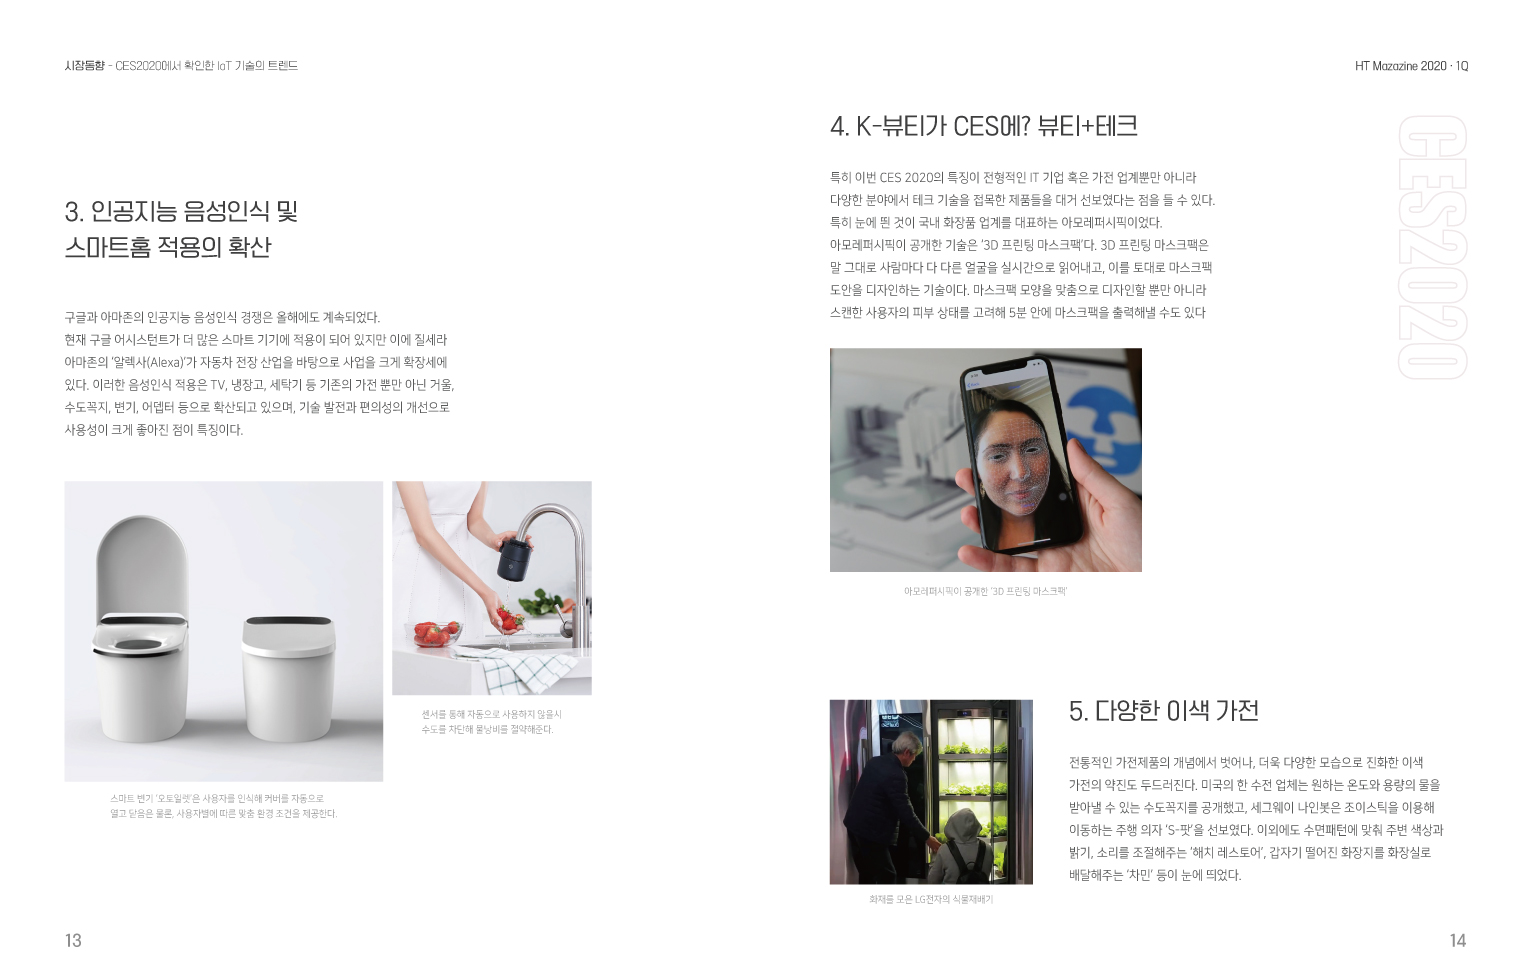 시장동향 - CES2020에서 확인한 IoT 기술의 트렌드
3. 인공지능 음성인식 및
스마트홈 적용의 확산
구글과 아마존의 인공지능 음성인식 경쟁은 올해에도 계속되었다.
현재 구글 어시스턴트가 더 많은 스마트 기기에 적용이 되어 있지만 이에 질세라
아마존의 '알렉사(Alexa)'가 자동차 전장 산업을 바탕으로 사업을 크게 확장세에
있다. 이러한 음성인식 적용은 TV, 냉장고, 세탁기 등 기존의 가전 뿐만 아닌 거울,
수도꼭지, 변기, 어뎁터 등으로 확산되고 있으며, 기술 발전과 편의성의 개선으로
사용성이 크게 좋아진 점이 특징이다.
센서를 통해 자동으로 사용하지 않을시
수도를 차단해 물낭비를 절약해준다.
스마트 변기 '오토일렛'은 사용자를 인식해 커버를 자동으로
열고 닫음은 물론, 사용자별에 따른 맞춤 환경 조건을 제공한다.
13
HT Mazazine 2020 · 1Q
CES2020
4. K-뷰티가 CES에? 뷰티+테크
특히 이번 CES 2020의 특징이 전형적인 IT 기업 혹은 가전 업계뿐만 아니라
다양한 분야에서 테크 기술을 접목한 제품들을 대거 선보였다는 점을 들 수 있다.
특히 눈에 띈 것이 국내 화장품 업계를 대표하는 아모레퍼시픽이었다.
아모레퍼시픽이 공개한 기술은 '3D 프린팅 마스크팩'다. 3D 프린팅 마스크팩은
말 그대로 사람마다 다 다른 얼굴을 실시간으로 읽어내고, 이를 토대로 마스크팩
도안을 디자인하는 기술이다. 마스크팩 모양을 맞춤으로 디자인할 뿐만 아니라
스캔한 사용자의 피부 상태를 고려해 5분 안에 마스크팩을 출력해낼 수도 있다
아모레퍼시픽이 공개한 '3D 프린팅 마스크팩'
5. 다양한 이색 가전
전통적인 가전제품의 개념에서 벗어나, 더욱 다양한 모습으로 진화한 이색
가전의 약진도 두드러진다. 미국의 한 수전 업체는 원하는 온도와 용량의 물을
받아낼 수 있는 수도꼭지를 공개했고, 세그웨이 나인봇은 조이스틱을 이용해
이동하는 주행 의자 'S-팟'을 선보였다. 이외에도 수면패턴에 맞춰 주변 색상과
밝기, 소리를 조절해주는 '해치 레스토어', 갑자기 떨어진 화장지를 화장실로
배달해주는 '차민' 등이 눈에 띄었다.
화재를 모은 LG전자의 식물재배기
14